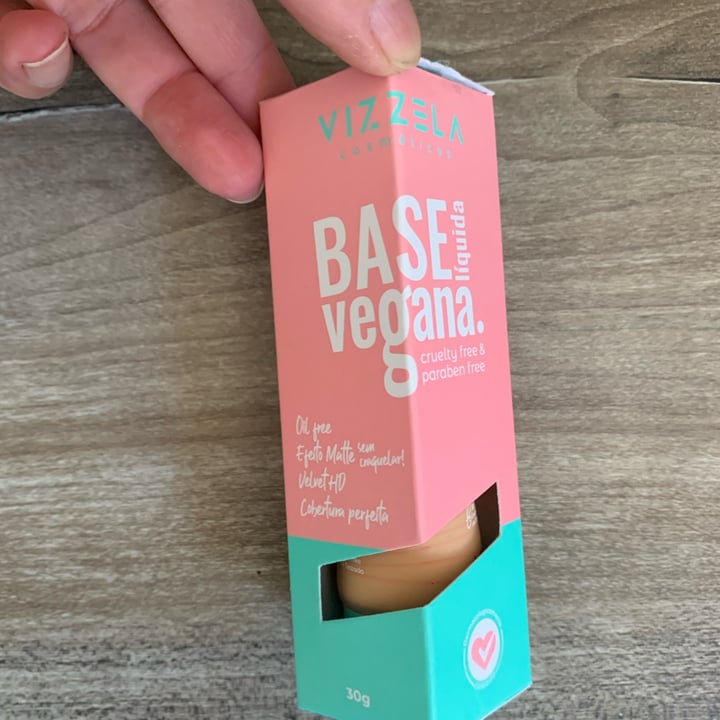 VIZZELA
cosméticos
BASE
líquida
vegana.
cruelty free &
paraben free
Oil free
Efeito Matte sem
craquelar!
Velvet HD
Cobertura perfeita
30g